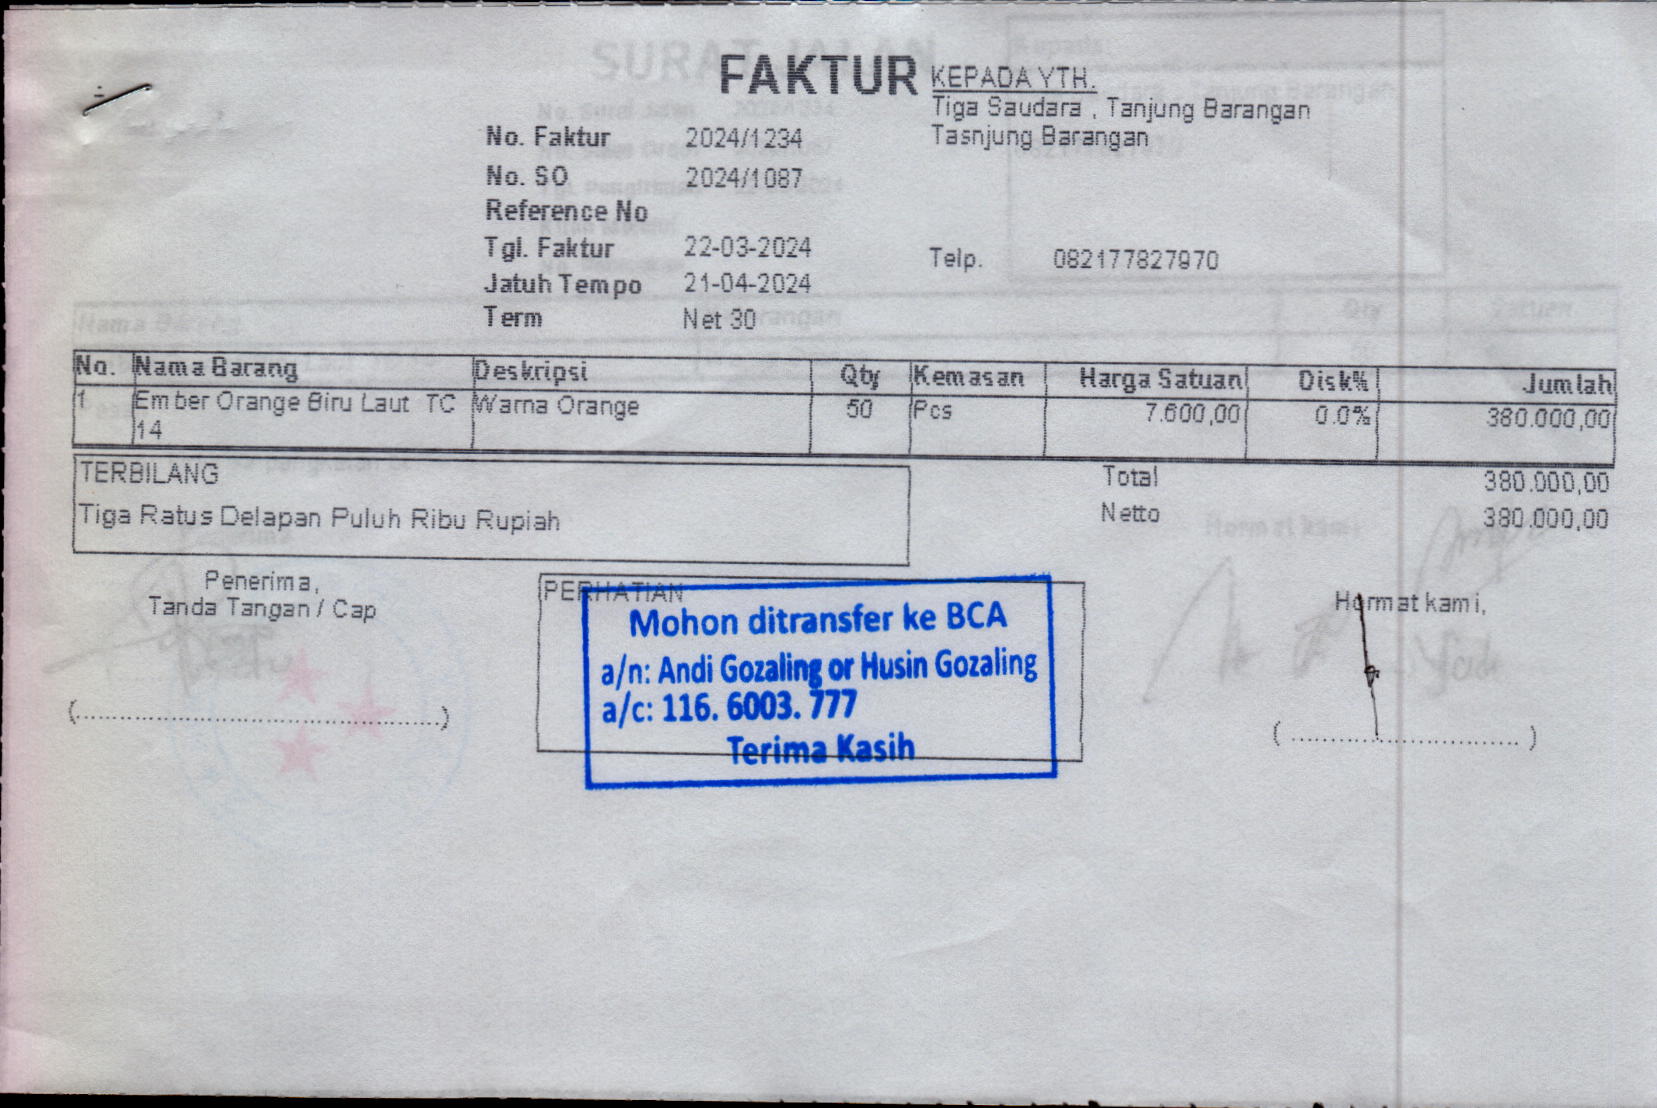 FAKTUR
KEPADA YTH.
Tiga Saudara , Tanjung Barangan
Tasnjung Barangan
No. Faktur 2024/1234
No. SO 2024/1087
Reference No
Tgl. Faktur 22-03-2024
Telp. 082177827970
Jatuh Tempo 21-04-2024
Term Net 30
No. Nama Barang Deskripsi Qty Kemasan Harga Satuan Disk% Jumlah
1 Ember Orange Biru Laut TC Warna Orange 50 Pcs 7.600,00 0.0% 380.000,00
14
TERBILANG
Tiga Ratus Delapan Puluh Ribu Rupiah
Total 380.000,00
Netto 380.000,00
Penerima,
Tanda Tangan / Cap
(........................................)
PERHATIAN
Mohon ditransfer ke BCA
a/n: Andi Gozaling or Husin Gozaling
a/c: 116. 6003. 777
Terima Kasih
Hormat kami,
( ................................ )
SURAT JALAN